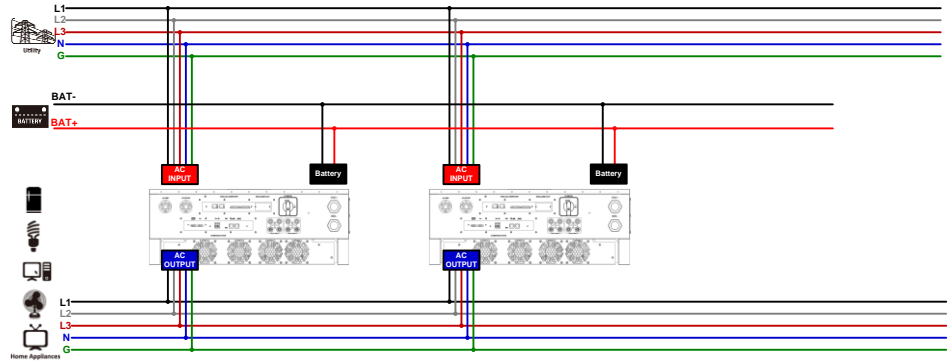 L1
L2
L3
N
G
Utility
BAT-
BAT+
BATTERY
AC
INPUT
Battery
AC
INPUT
Battery
AC
OUTPUT
AC
OUTPUT
L1
L2
L3
N
G
Home Appliances